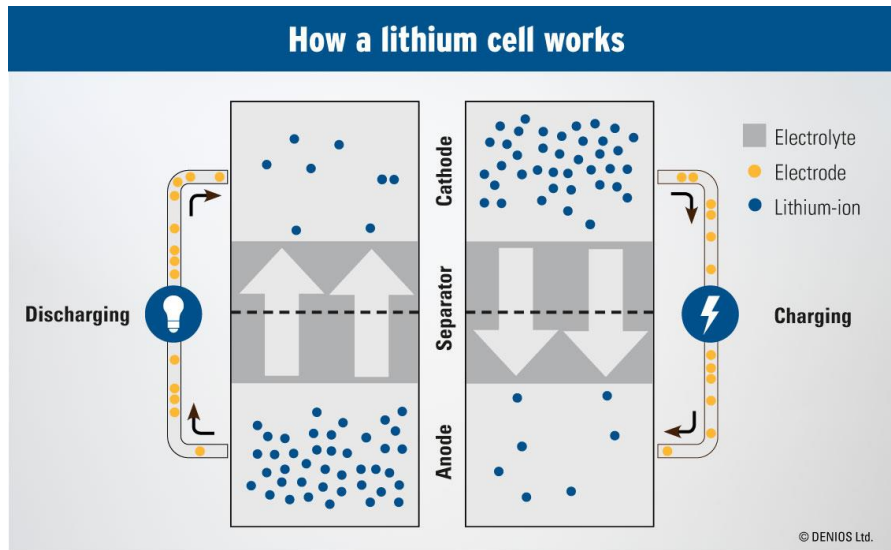 How a lithium cell works
Cathode
Separator
Anode
Discharging
Charging
Electrolyte
Electrode
Lithium-ion
© DENIOS Ltd.